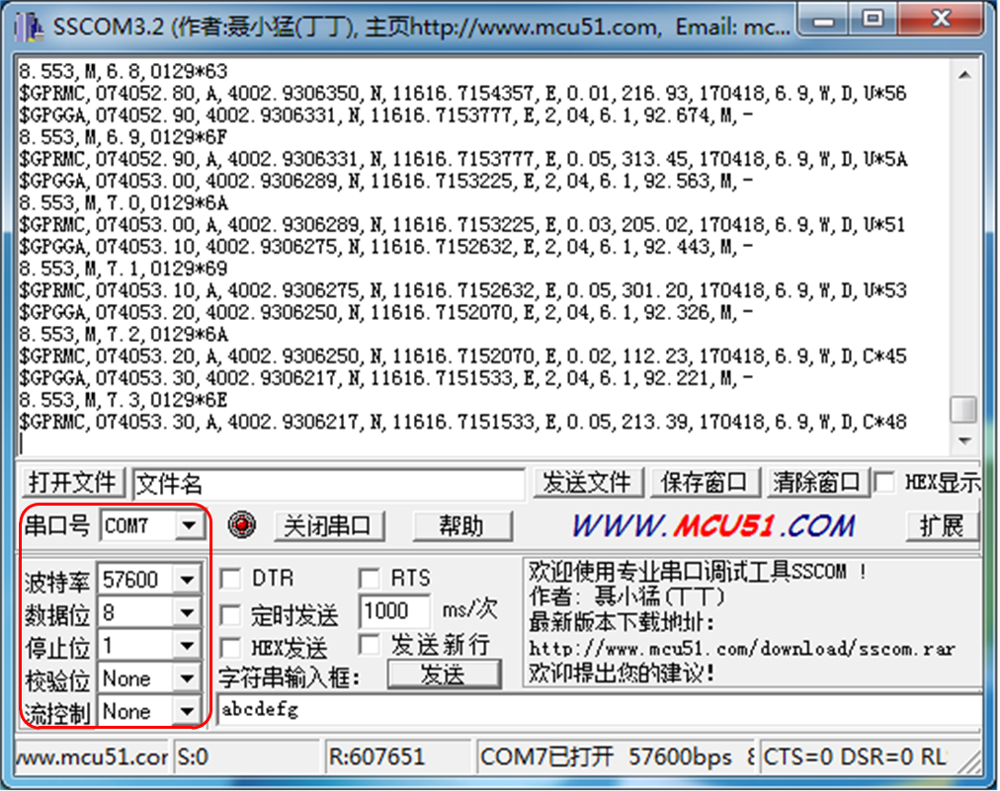 SSCOM3.2 (作者:聂小猛(丁丁), 主页http://www.mcu51.com,  Email: mc...
8.553,M,6.8,0129*63
$GPRMC,074052.80,A,4002.9306350,N,11616.7154357,E,0.01,216.93,170418,6.9,W,D,U*56
$GPGGA,074052.90,4002.9306331,N,11616.7153777,E,2,04,6.1,92.674,M,-
8.553,M,6.9,0129*6F
$GPRMC,074052.90,A,4002.9306331,N,11616.7153777,E,0.05,313.45,170418,6.9,W,D,U*5A
$GPGGA,074053.00,4002.9306289,N,11616.7153225,E,2,04,6.1,92.563,M,-
8.553,M,7.0,0129*6A
$GPRMC,074053.00,A,4002.9306289,N,11616.7153225,E,0.03,205.02,170418,6.9,W,D,U*51
$GPGGA,074053.10,4002.9306275,N,11616.7152632,E,2,04,6.1,92.443,M,-
8.553,M,7.1,0129*69
$GPRMC,074053.10,A,4002.9306275,N,11616.7152632,E,0.05,301.20,170418,6.9,W,D,U*53
$GPGGA,074053.20,4002.9306250,N,11616.7152070,E,2,04,6.1,92.326,M,-
8.553,M,7.2,0129*6A
$GPRMC,074053.20,A,4002.9306250,N,11616.7152070,E,0.02,112.23,170418,6.9,W,D,C*45
$GPGGA,074053.30,4002.9306217,N,11616.7151533,E,2,04,6.1,92.221,M,-
8.553,M,7.3,0129*6E
$GPRMC,074053.30,A,4002.9306217,N,11616.7151533,E,0.05,213.39,170418,6.9,W,D,C*48
打开文件 文件名 发送文件 保存窗口 清除窗口 HEX显示
串口号 COM7 关闭串口 帮助 WWW.MCU51.COM 扩展
波特率 57600 DTR RTS
数据位 8 定时发送 1000 ms/次
停止位 1 HEX发送 发送新行
校验位 None 字符串输入框: 发送
流控制 None abcdefg
欢迎使用专业串口调试工具SSCOM !
作者: 聂小猛(丁丁)
最新版本下载地址:
http://www.mcu51.com/download/sscom.rar
欢迎提出您的建议!
www.mcu51.cor S:0 R:607651 COM7已打开  57600bps  8 CTS=0 DSR=0 RL